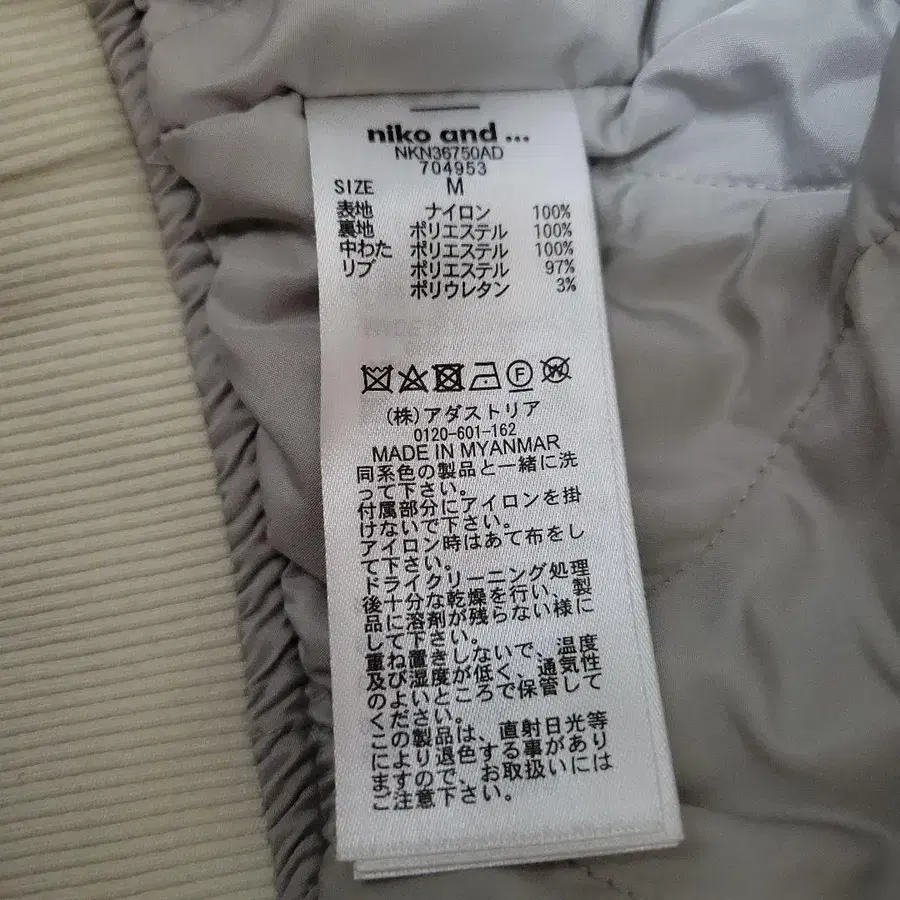 niko and ...
NKN36750AD
704953
SIZE M
表地 ナイロン 100%
裏地 ポリエステル 100%
中わた ポリエステル 100%
リブ ポリエステル 97%
ポリウレタン 3%
F W
(株)アダストリア
0120-601-162
MADE IN MYANMAR
同系色の製品と一緒に洗
って下さい。
付属部分にアイロンを掛
けないで下さい。
アイロン時はあて布をし
て下さい。
ドライクリーニング処理
後十分な乾燥を行い、製
品に溶剤が残らない様に
して下さい。
重ね置きしないで、温度
及び湿度が低く、通気性
のよいところで保管して
ください。
この製品は、直射日光等
により退色する事があり
ますので、お取扱いには
ご注意下さい。